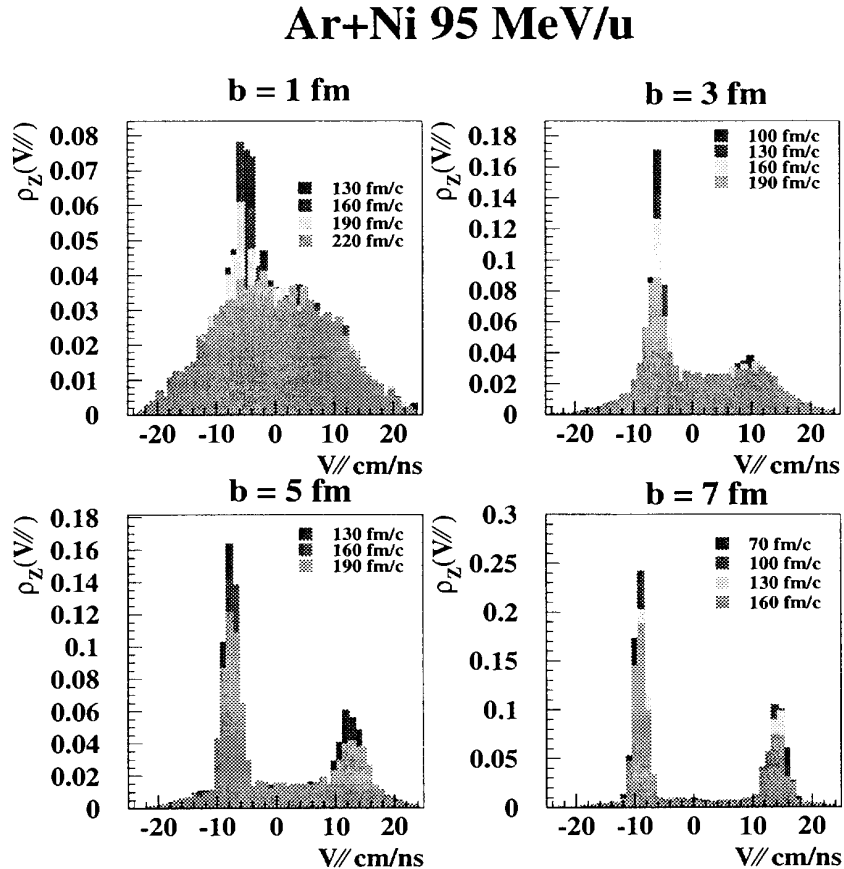 Ar+Ni 95 MeV/u
b = 1 fm
ρZ(V//)
0.08
0.07
0.06
0.05
0.04
0.03
0.02
0.01
0
130 fm/c
160 fm/c
190 fm/c
220 fm/c
-20 -10 0 10 20
V// cm/ns
b = 3 fm
ρZ(V//)
0.18
0.16
0.14
0.12
0.1
0.08
0.06
0.04
0.02
0
100 fm/c
130 fm/c
160 fm/c
190 fm/c
-20 -10 0 10 20
V// cm/ns
b = 5 fm
ρZ(V//)
0.18
0.16
0.14
0.12
0.1
0.08
0.06
0.04
0.02
0
130 fm/c
160 fm/c
190 fm/c
-20 -10 0 10 20
V// cm/ns
b = 7 fm
ρZ(V//)
0.3
0.25
0.2
0.15
0.1
0.05
0
70 fm/c
100 fm/c
130 fm/c
160 fm/c
-20 -10 0 10 20
V// cm/ns